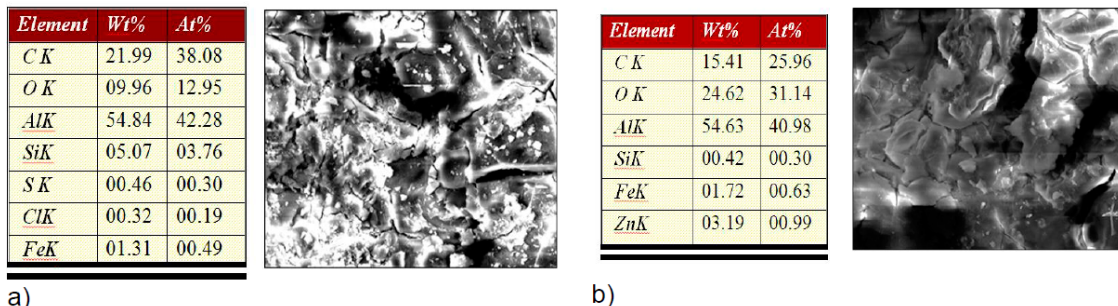 Element Wt% At%
C K 21.99 38.08
O K 09.96 12.95
AlK 54.84 42.28
SiK 05.07 03.76
S K 00.46 00.30
ClK 00.32 00.19
FeK 01.31 00.49
a)
Element Wt% At%
C K 15.41 25.96
O K 24.62 31.14
AlK 54.63 40.98
SiK 00.42 00.30
FeK 01.72 00.63
ZnK 03.19 00.99
b)